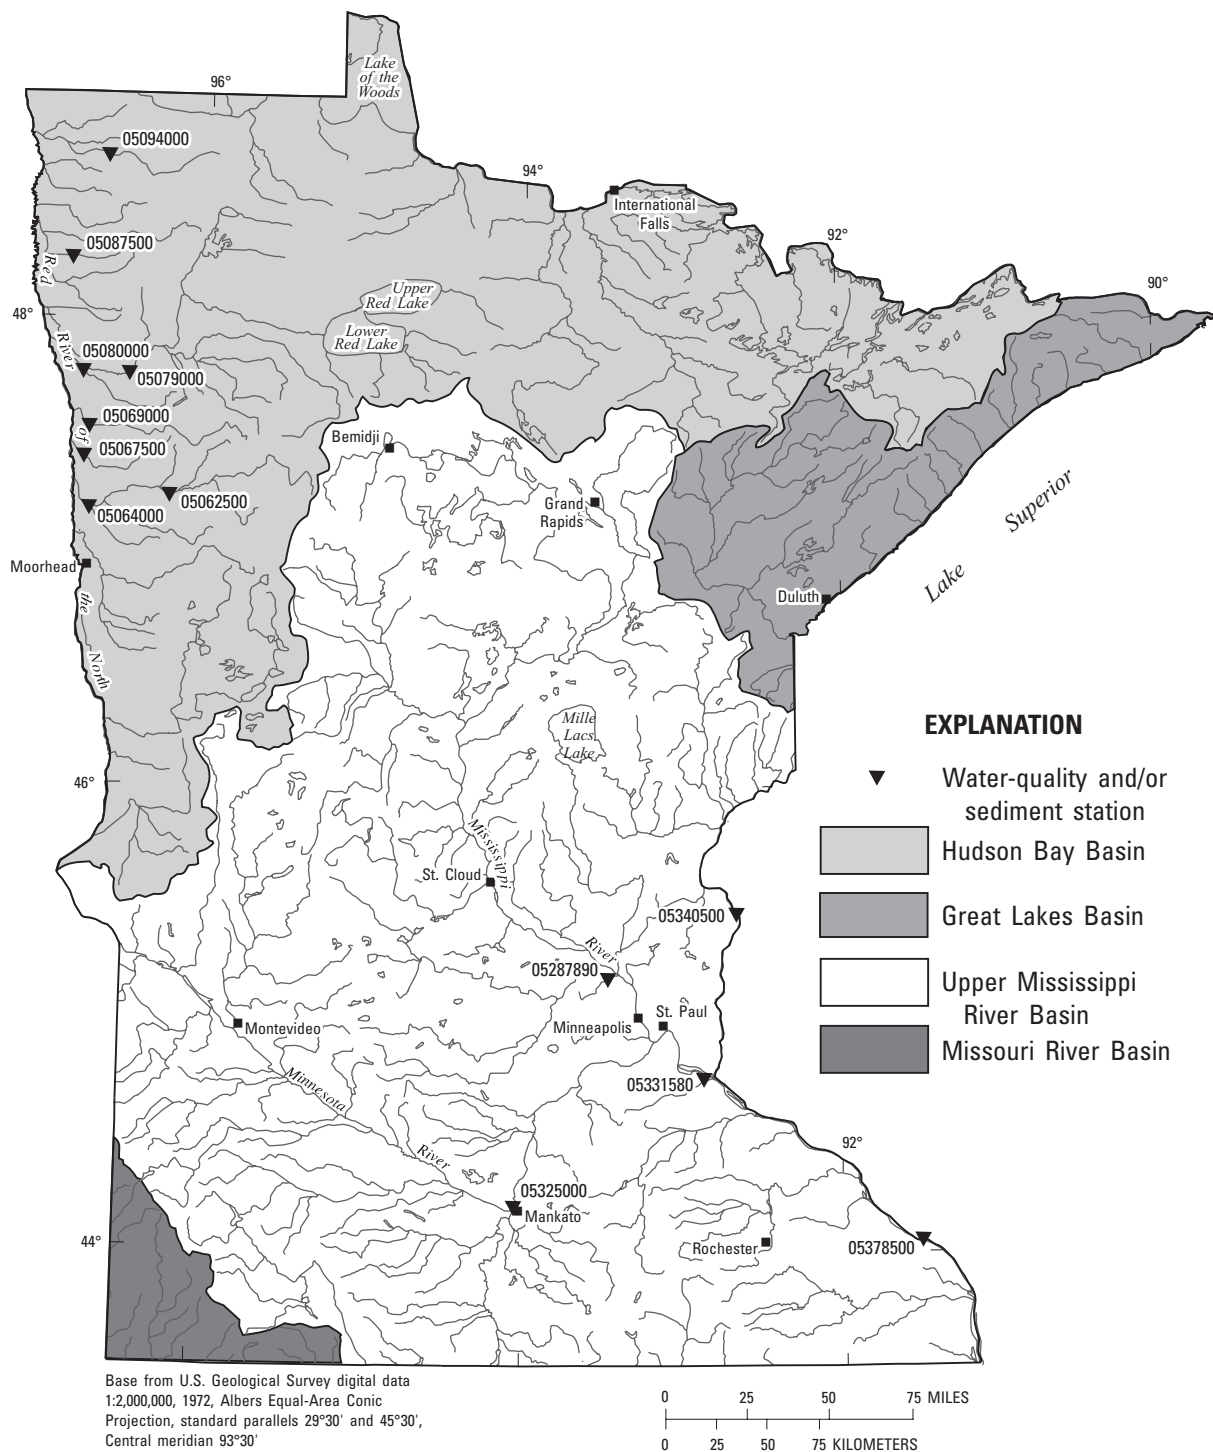 Lake
of the
Woods
96°
05094000
94°
International
Falls
92°
05087500
90°
Upper
Red Lake
48°
Lower
Red Lake
05080000
05079000
05069000
05067500
Bemidji
Grand
Rapids
05062500
05064000
Moorhead
Red
River
of
the
North
Duluth
Lake
Superior
Mille
Lacs
Lake
46°
Mississippi
River
St. Cloud
05340500
05287890
St. Paul
Minneapolis
Montevideo
05331580
Minnesota
River
92°
05325000
Mankato
44°
Rochester
05378500
EXPLANATION
Water-quality and/or
sediment station
Hudson Bay Basin
Great Lakes Basin
Upper Mississippi
River Basin
Missouri River Basin
Base from U.S. Geological Survey digital data
1:2,000,000, 1972, Albers Equal-Area Conic
Projection, standard parallels 29°30' and 45°30',
Central meridian 93°30'
0 25 50 75 MILES
0 25 50 75 KILOMETERS